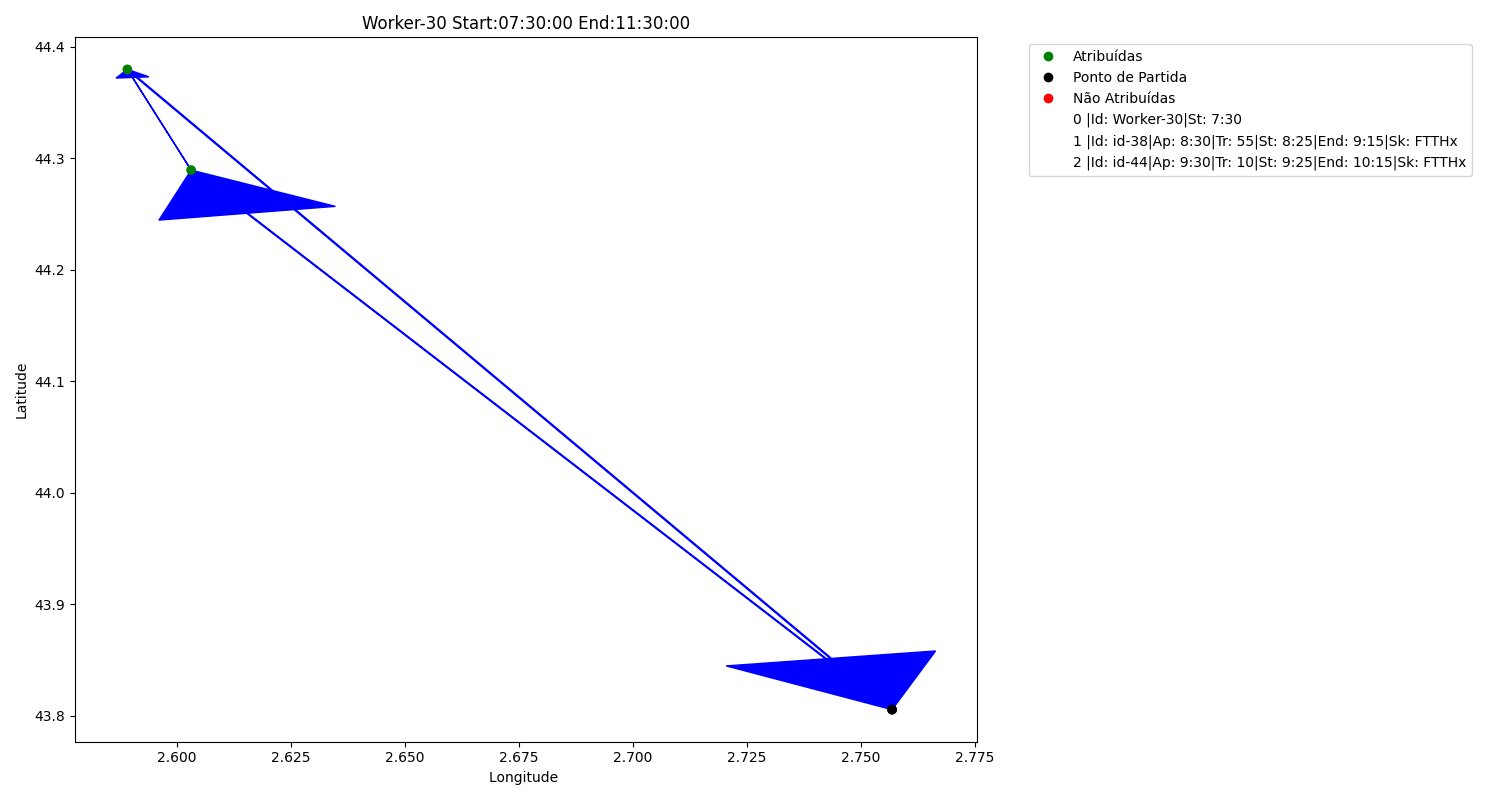 Worker-30 Start:07:30:00 End:11:30:00
44.4
44.3
44.2
44.1
44.0
43.9
43.8
Latitude
2.600 2.625 2.650 2.675 2.700 2.725 2.750 2.775
Longitude
Atribuídas
Ponto de Partida
Não Atribuídas
0 |Id: Worker-30|St: 7:30
1 |Id: id-38|Ap: 8:30|Tr: 55|St: 8:25|End: 9:15|Sk: FTTHx
2 |Id: id-44|Ap: 9:30|Tr: 10|St: 9:25|End: 10:15|Sk: FTTHx